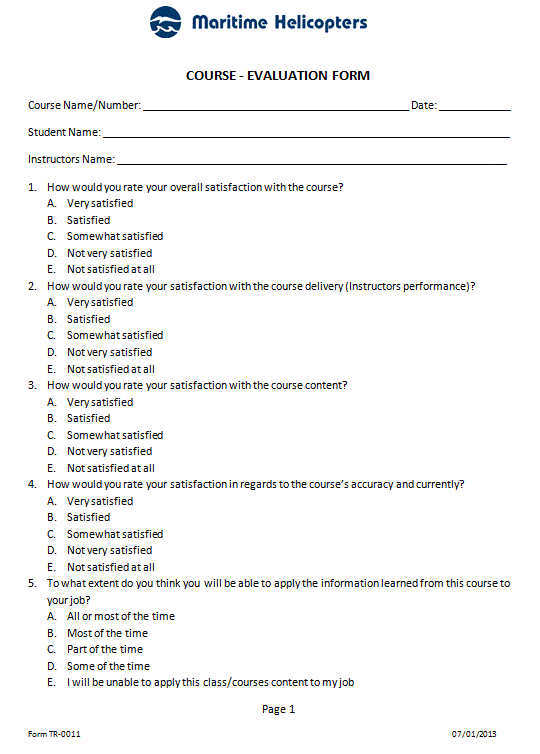 Maritime Helicopters
COURSE - EVALUATION FORM
Course Name/Number: ________________ Date: ____________
Student Name: ________________
Instructors Name: ________________
1. How would you rate your overall satisfaction with the course?
A. Very satisfied
B. Satisfied
C. Somewhat satisfied
D. Not very satisfied
E. Not satisfied at all
2. How would you rate your satisfaction with the course delivery (Instructors performance)?
A. Very satisfied
B. Satisfied
C. Somewhat satisfied
D. Not very satisfied
E. Not satisfied at all
3. How would you rate your satisfaction with the course content?
A. Very satisfied
B. Satisfied
C. Somewhat satisfied
D. Not very satisfied
E. Not satisfied at all
4. How would you rate your satisfaction in regards to the course's accuracy and currently?
A. Very satisfied
B. Satisfied
C. Somewhat satisfied
D. Not very satisfied
E. Not satisfied at all
5. To what extent do you think you will be able to apply the information learned from this course to
your job?
A. All or most of the time
B. Most of the time
C. Part of the time
D. Some of the time
E. I will be unable to apply this class/courses content to my job
Page 1
Form TR-0011 07/01/2013